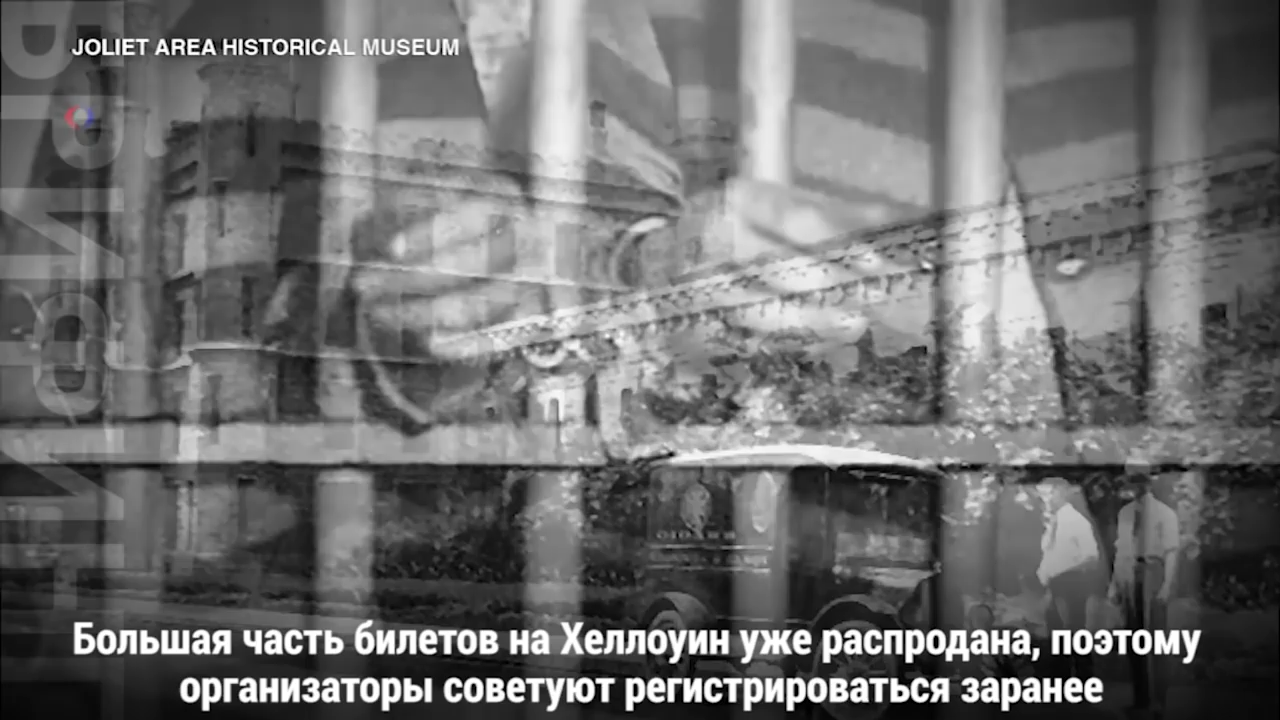 JOLIET AREA HISTORICAL MUSEUM
Большая часть билетов на Хеллоуин уже распродана, поэтому
организаторы советуют регистрироваться заранее